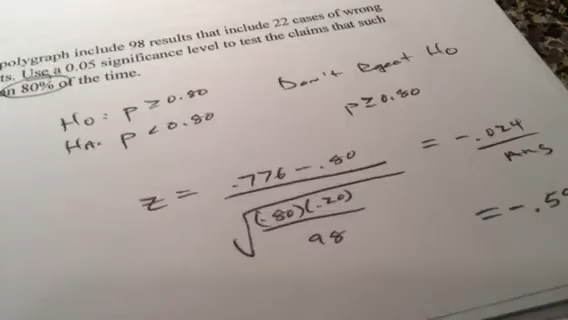 polygraph include 98 results that include 22 cases of wrong
ts. Use a 0.05 significance level to test the claims that such
an 80% of the time.
Ho: P ≥ 0.80
HA. P < 0.80
Don't Reject Ho
P ≥ 0.80
Z = .776 - .80 / √(.80)(.20) / 98 = -.024 / Ans
= -.59